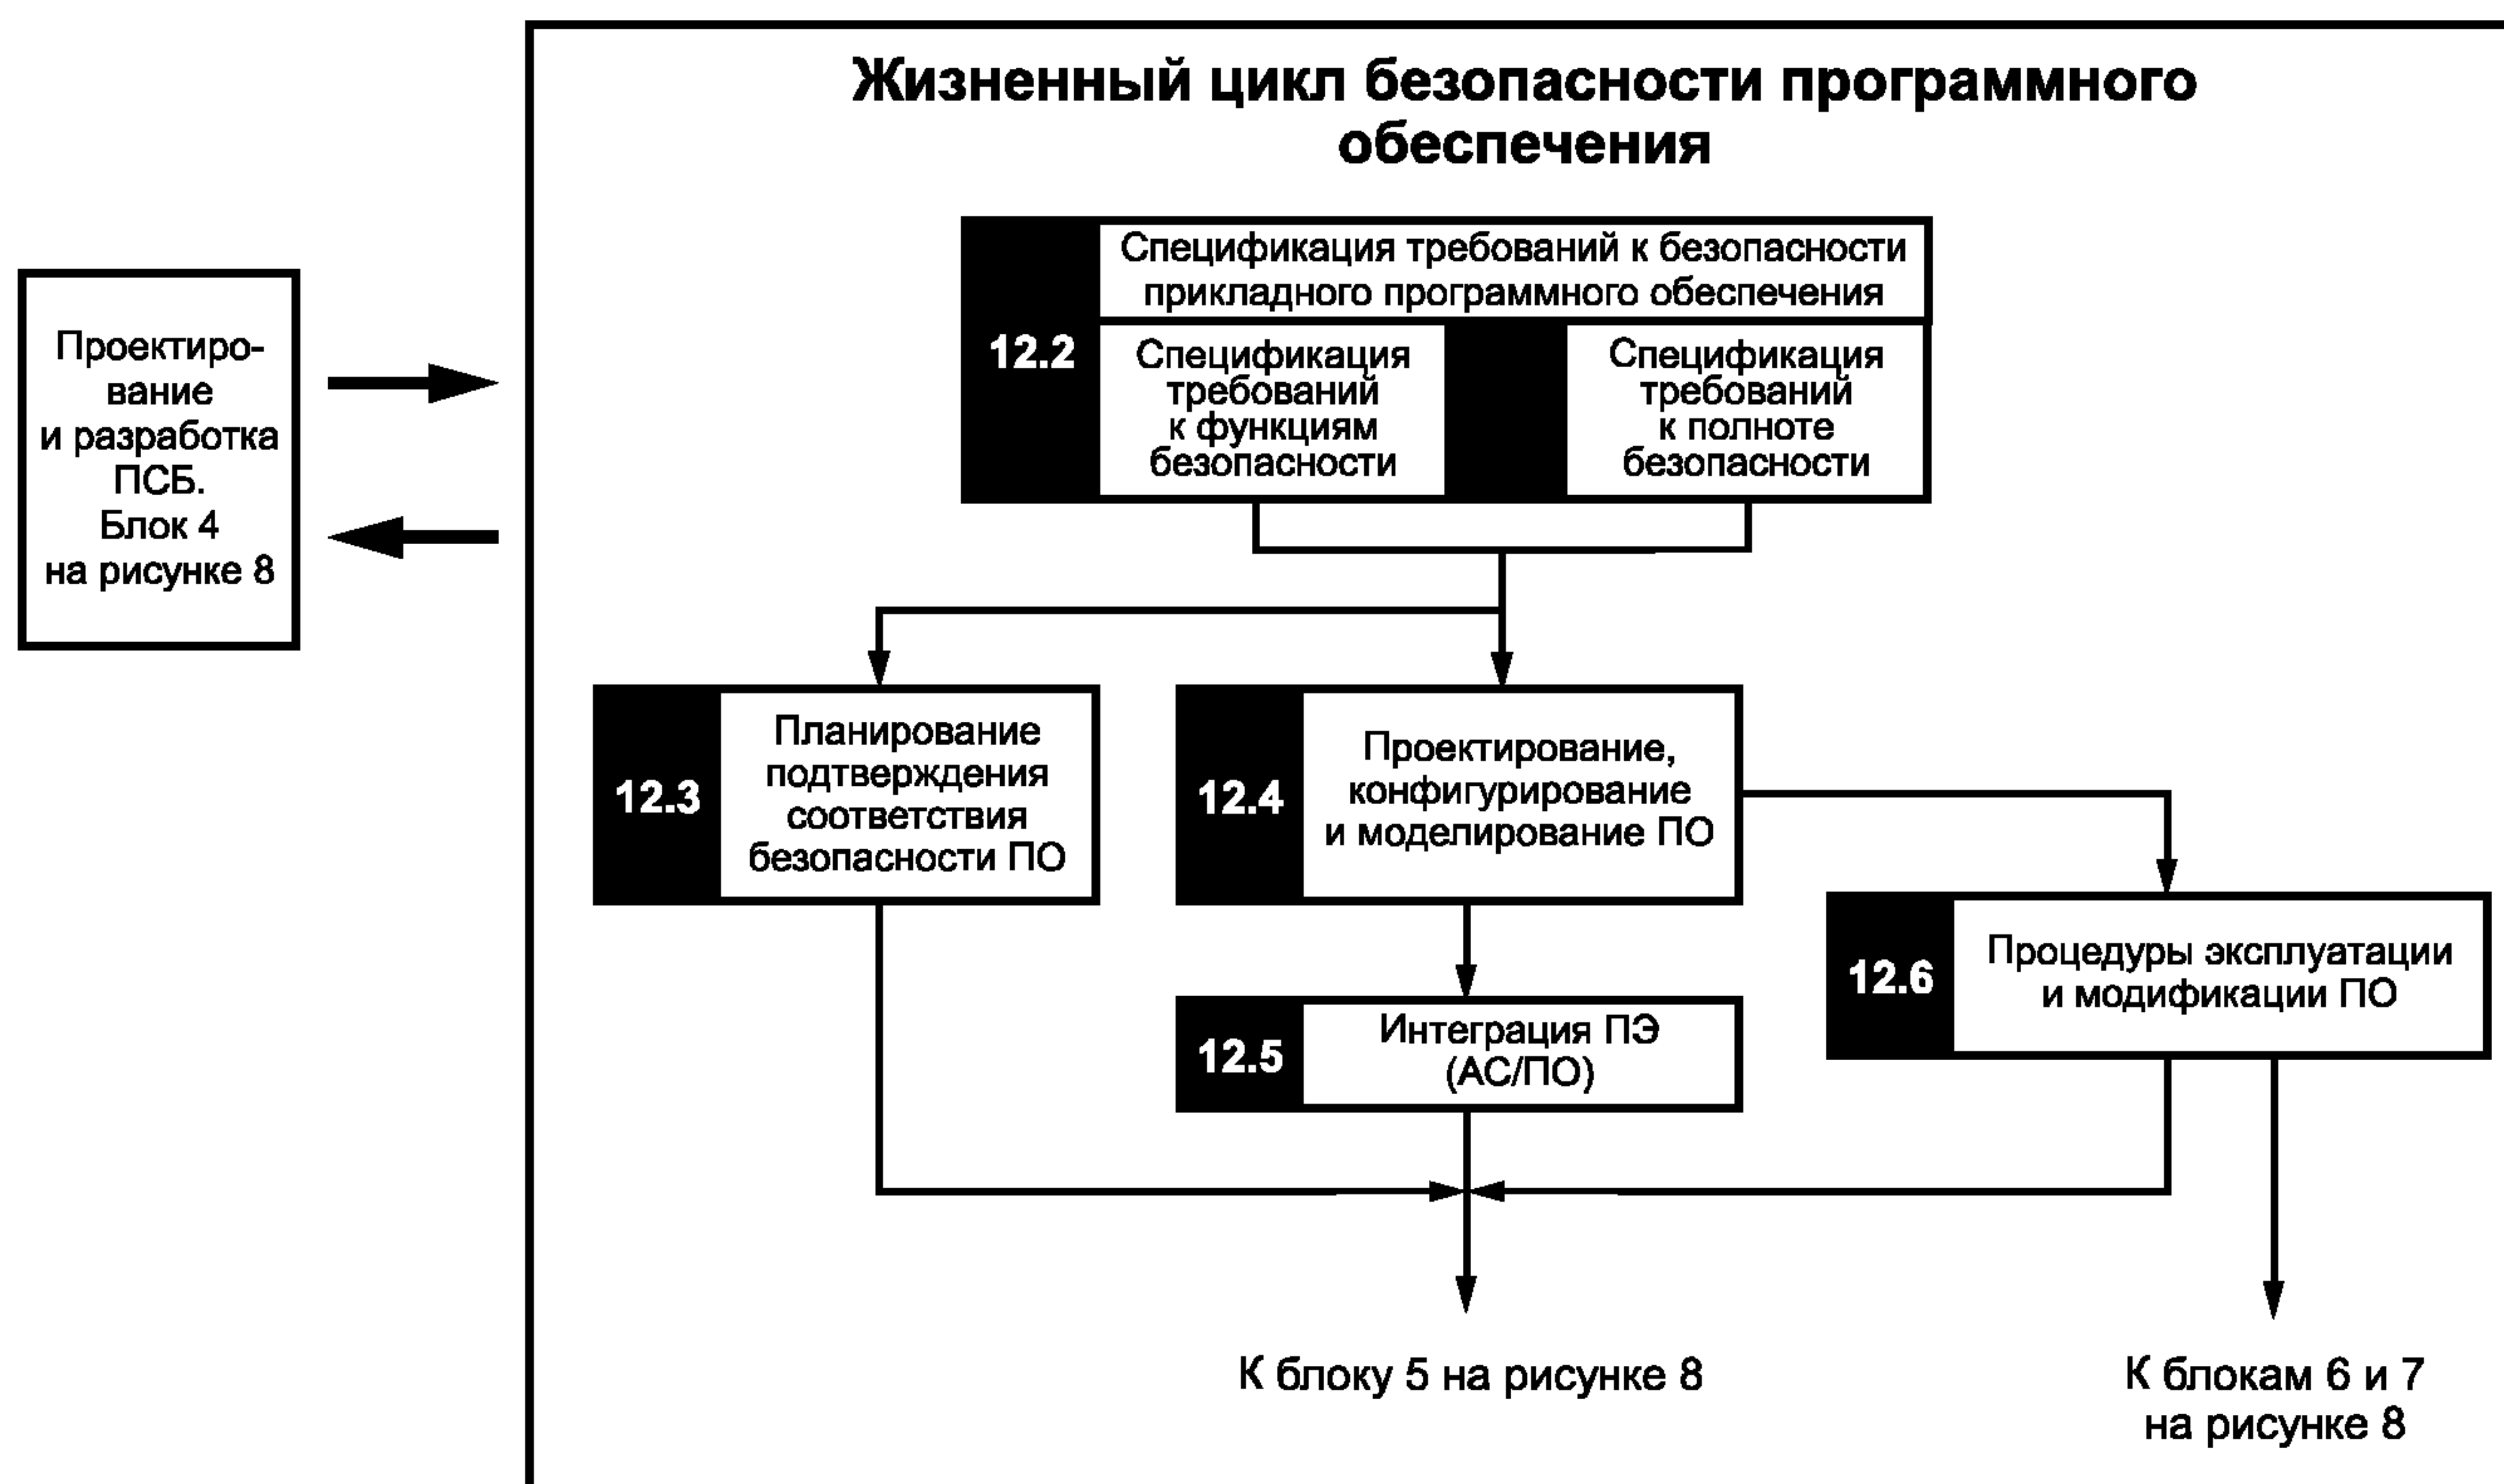 Жизненный цикл безопасности программного
обеспечения
Проектиро-
вание
и разработка
ПСБ.
Блок 4
на рисунке 8
12.2
Спецификация требований к безопасности
прикладного программного обеспечения
Спецификация
требований
к функциям
безопасности
Спецификация
требований
к полноте
безопасности
12.3
Планирование
подтверждения
соответствия
безопасности ПО
12.4
Проектирование,
конфигурирование
и моделирование ПО
12.6
Процедуры эксплуатации
и модификации ПО
12.5
Интеграция ПЭ
(АС/ПО)
К блоку 5 на рисунке 8
К блокам 6 и 7
на рисунке 8